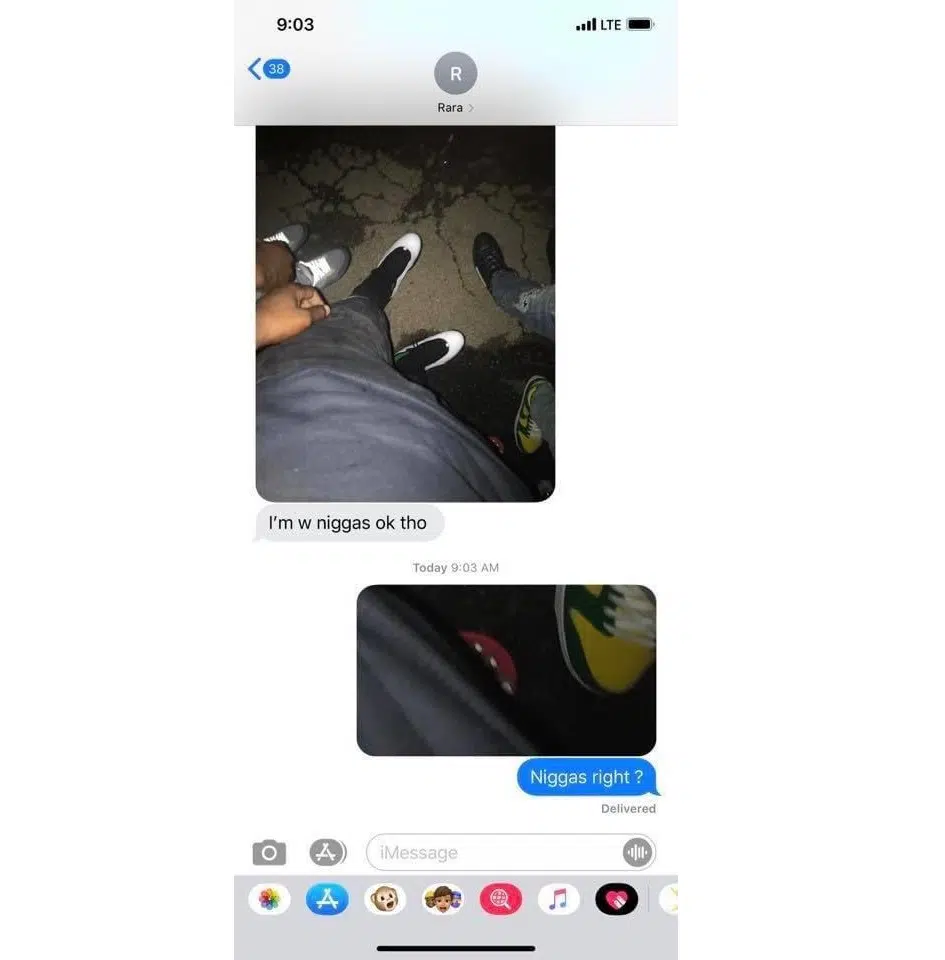 9:03
LTE
38
R
Rara
I'm w niggas ok tho
Today 9:03 AM
Niggas right ?
Delivered
iMessage